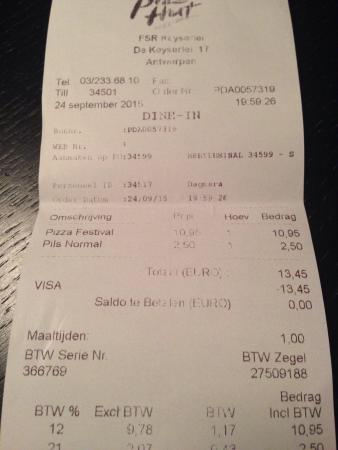 Pizza Hut
FSR Keyserlei
De Keyserlei 17
Antwerpen
Tel 03/233.68.10 Fax
Till 34501 Order Nr. PDA0057319
24 september 2015 19:59:26
DINE-IN
Bonnr. :PDA0057319
WEB Nr. :
Aanmaken op PO:34599 34599 - S
Personeel ID :34517 Dagnera
Order Datum :24/09/15 19:59:26
Omschrijving Prijs Hoev Bedrag
Pizza Festival 10,95 1 10,95
Pils Normal 2,50 1 2,50
Totaal (EURO) : 13,45
VISA -13,45
Saldo te Betalen (EURO) 0,00
Maaltijden: 1,00
BTW Serie Nr. BTW Zegel
366769 27509188
Bedrag
BTW % Excl BTW BTW Incl BTW
12 9,78 1,17 10,95
21 2,07 0,43 2,50